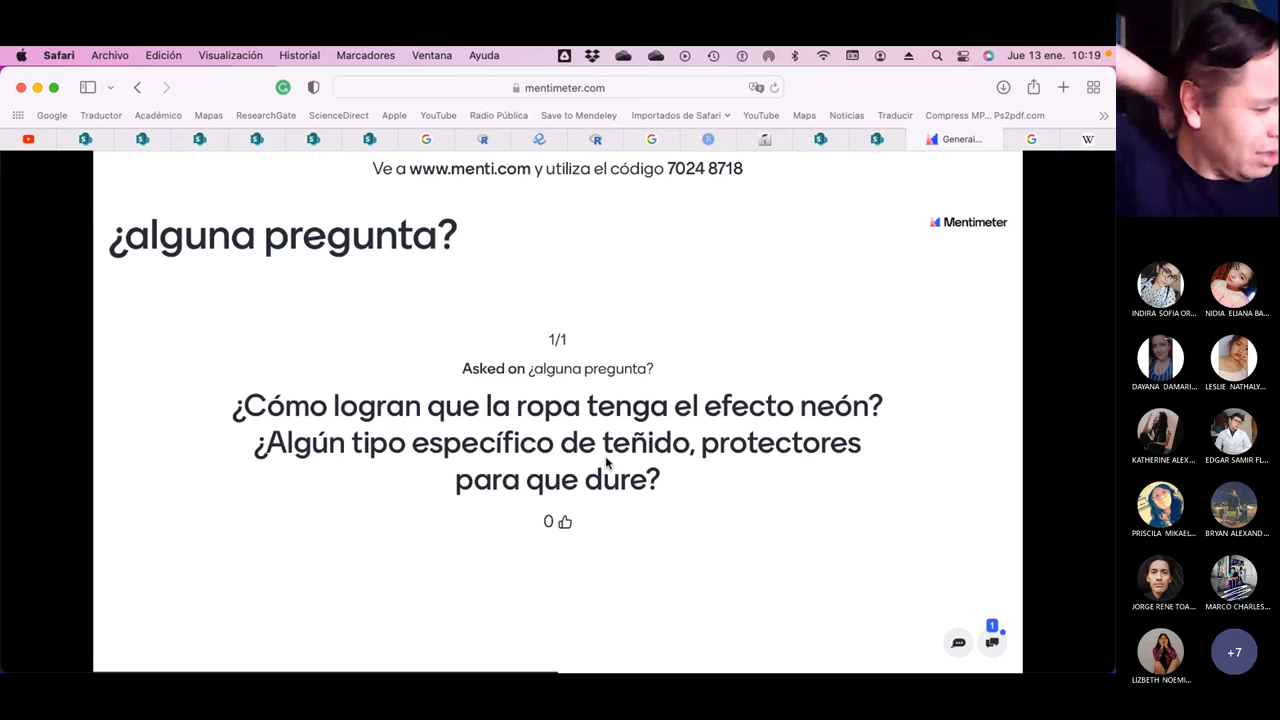 Safari Archivo Edición Visualización Historial Marcadores Ventana Ayuda Jue 13 ene. 10:19
mentimeter.com
Google Traductor Académico Mapas ResearchGate ScienceDirect Apple YouTube Radio Pública Save to Mendeley Importados de Safari YouTube Maps Noticias Traducir Compress MP... Ps2pdf.com
General...
Ve a www.menti.com y utiliza el código 7024 8718
¿alguna pregunta?
Mentimeter
1/1
Asked on ¿alguna pregunta?
¿Cómo logran que la ropa tenga el efecto neón?
¿Algún tipo específico de teñido, protectores
para que dure?
0
1
INDIRA SOFIA OR... NIDIA ELIANA BA...
DAYANA DAMARI... LESLIE NATHALY...
KATHERINE ALEX... EDGAR SAMIR FL...
PRISCILA MIKAEL... BRYAN ALEXAND...
JORGE RENE TOA... MARCO CHARLES...
LIZBETH NOEMI... +7